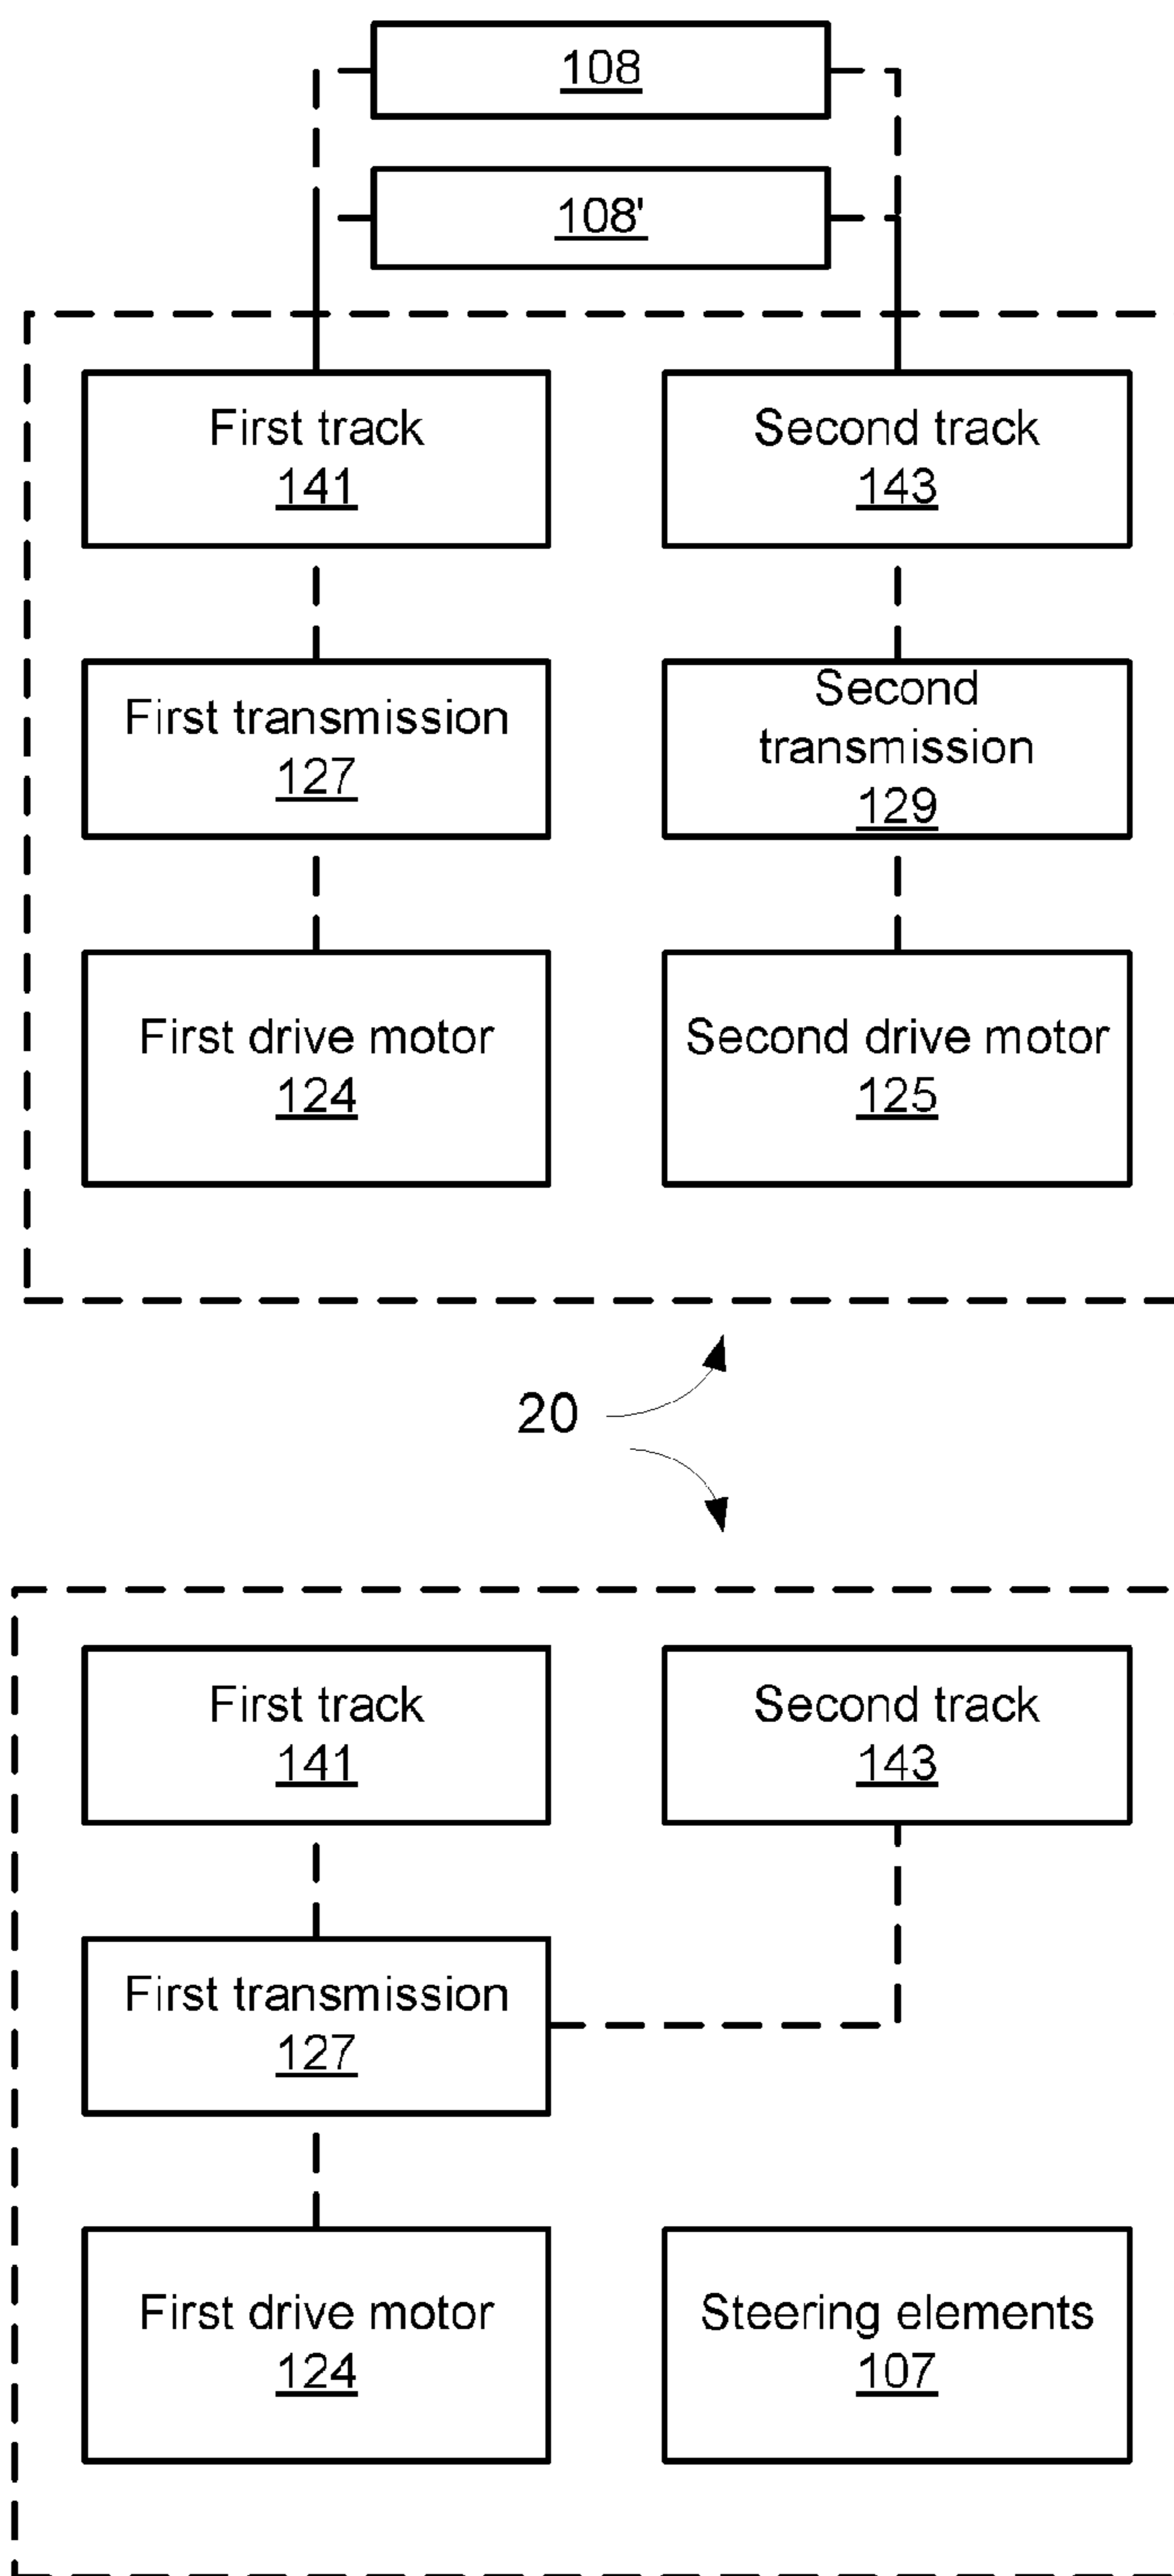 108
108'
First track
141
Second track
143
First transmission
127
Second
transmission
129
First drive motor
124
Second drive motor
125
20
First track
141
Second track
143
First transmission
127
First drive motor
124
Steering elements
107